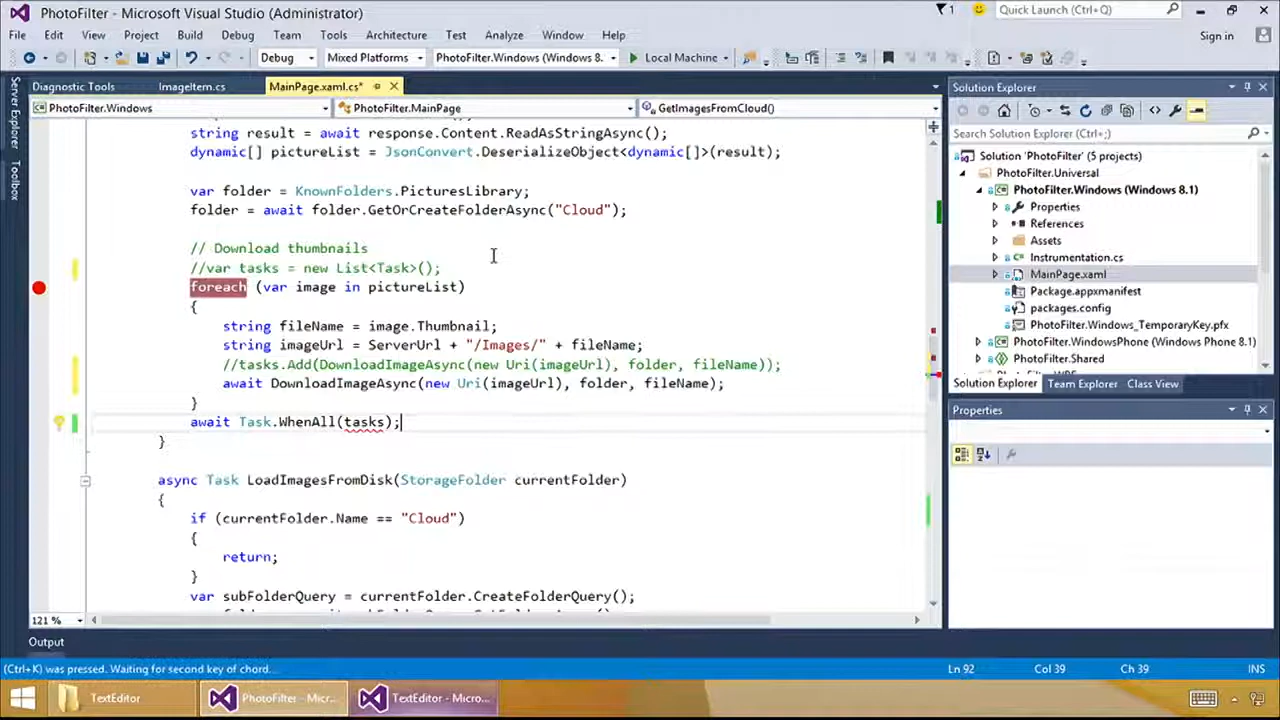 PhotoFilter - Microsoft Visual Studio (Administrator)
1
Quick Launch (Ctrl+Q)
File Edit View Project Build Debug Team Tools Architecture Test Analyze Window Help
Sign in
Debug Mixed Platforms PhotoFilter.Windows (Windows 8. Local Machine
Server Explorer
Toolbox
Diagnostic Tools ImageItem.cs MainPage.xaml.cs*
PhotoFilter.Windows PhotoFilter.MainPage GetImagesFromCloud()
string result = await response.Content.ReadAsStringAsync();
dynamic[] pictureList = JsonConvert.DeserializeObject<dynamic[]>(result);
var folder = KnownFolders.PicturesLibrary;
folder = await folder.GetOrCreateFolderAsync("Cloud");
// Download thumbnails
//var tasks = new List<Task>();
foreach (var image in pictureList)
{
string fileName = image.Thumbnail;
string imageUrl = ServerUrl + "/Images/" + fileName;
//tasks.Add(DownloadImageAsync(new Uri(imageUrl), folder, fileName));
await DownloadImageAsync(new Uri(imageUrl), folder, fileName);
}
await Task.WhenAll(tasks);
}
async Task LoadImagesFromDisk(StorageFolder currentFolder)
{
if (currentFolder.Name == "Cloud")
{
return;
}
var subFolderQuery = currentFolder.CreateFolderQuery();
121 %
Solution Explorer
Search Solution Explorer (Ctrl+;)
Solution 'PhotoFilter' (5 projects)
PhotoFilter.Universal
PhotoFilter.Windows (Windows 8.1)
Properties
References
Assets
Instrumentation.cs
MainPage.xaml
Package.appxmanifest
packages.config
PhotoFilter.Windows_TemporaryKey.pfx
PhotoFilter.WindowsPhone (Windows Phone 8.1)
PhotoFilter.Shared
Solution Explorer Team Explorer Class View
Properties
Output
(Ctrl+K) was pressed. Waiting for second key of chord... Ln 92 Col 39 Ch 39 INS
TextEditor PhotoFilter - Micr... TextEditor - Micro...